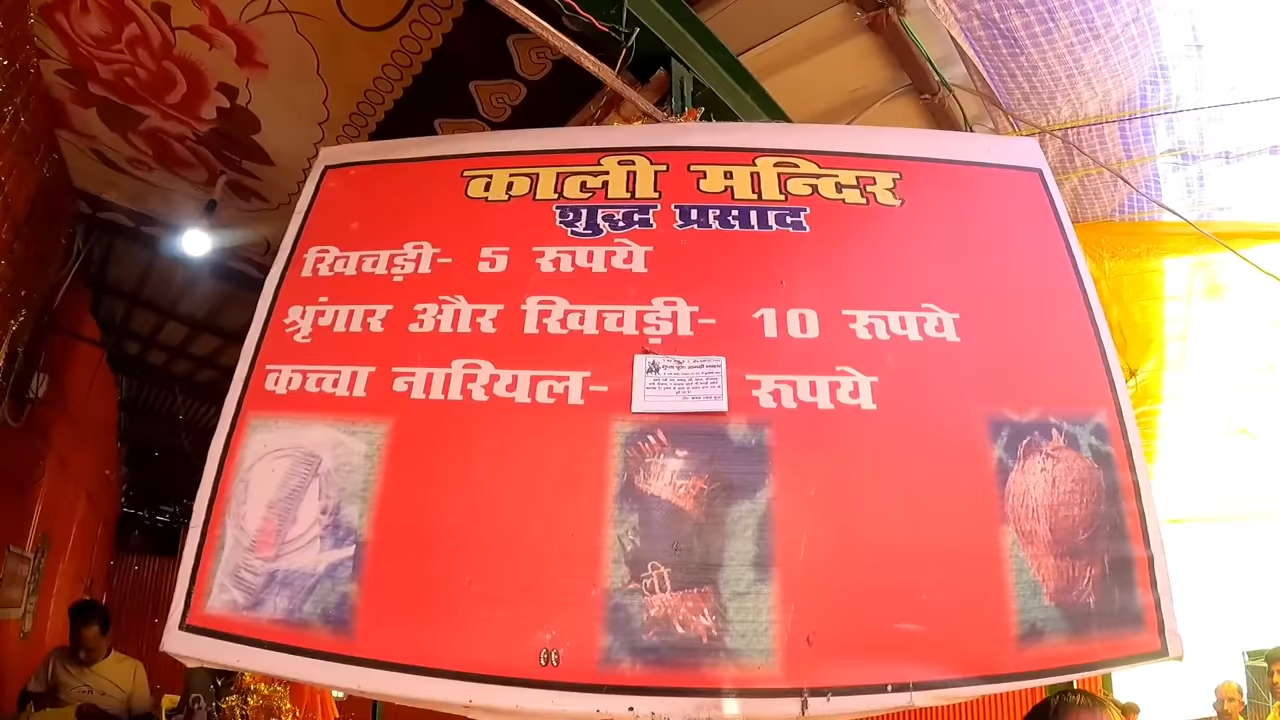 काली मन्दिर
शुद्ध प्रसाद
खिचड़ी- 5 रूपये
श्रृंगार और खिचड़ी- 10 रूपये
कच्चा नारियल- रूपये